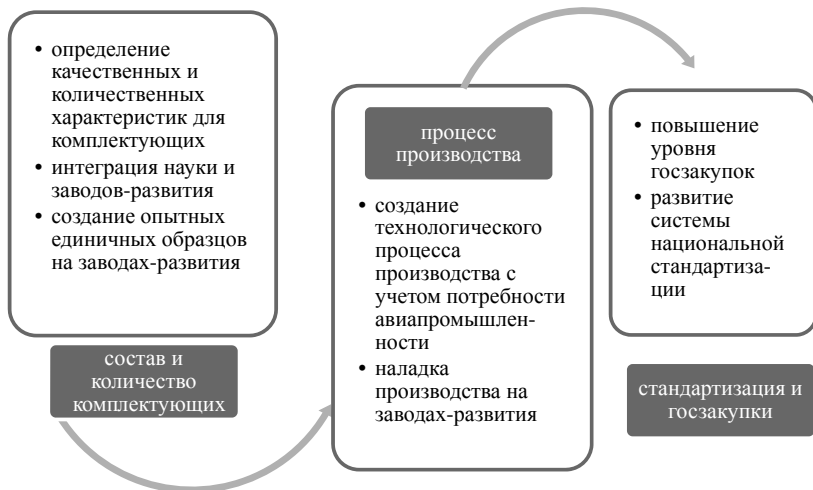 • определение
качественных и
количественных
характеристик для
комплектующих
• интеграция науки и
заводов-развития
• создание опытных
единичных образцов
на заводах-развития
состав и
количество
комплектующих
процесс
производства
• создание
технологического
процесса
производства с
учетом потребности
авиапромышлен-
ности
• наладка
производства на
заводах-развития
• повышение
уровня
госзакупок
• развитие
системы
национальной
стандартиза-
ции
стандартизация и
госзакупки